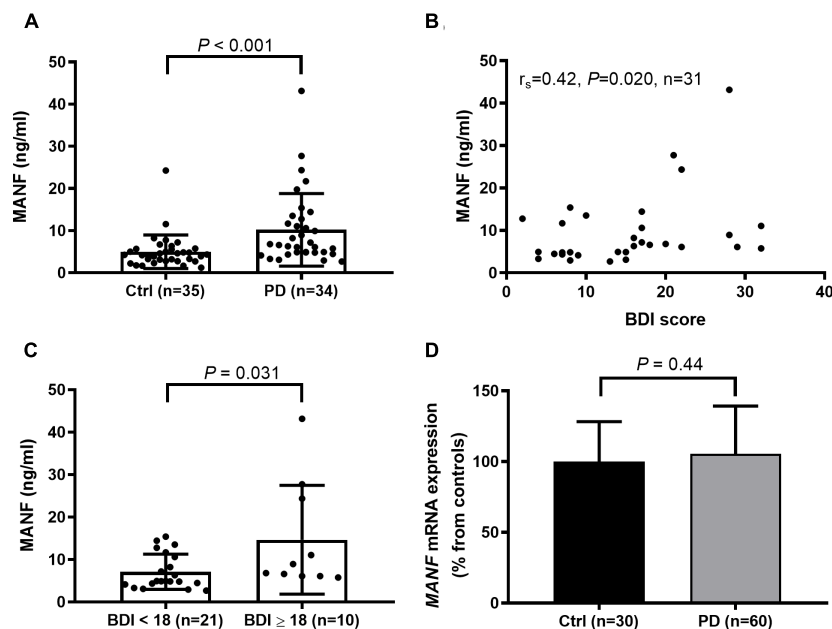 A
P < 0.001
MANF (ng/ml)
50
40
30
20
10
0
Ctrl (n=35)
PD (n=34)
B
MANF (ng/ml)
50
40
30
20
10
0
rs=0.42, P=0.020, n=31
0
10
20
30
40
BDI score
C
P = 0.031
MANF (ng/ml)
50
40
30
20
10
0
BDI < 18 (n=21)
BDI ≥ 18 (n=10)
D
P = 0.44
MANF mRNA expression
(% from controls)
150
100
50
0
Ctrl (n=30)
PD (n=60)